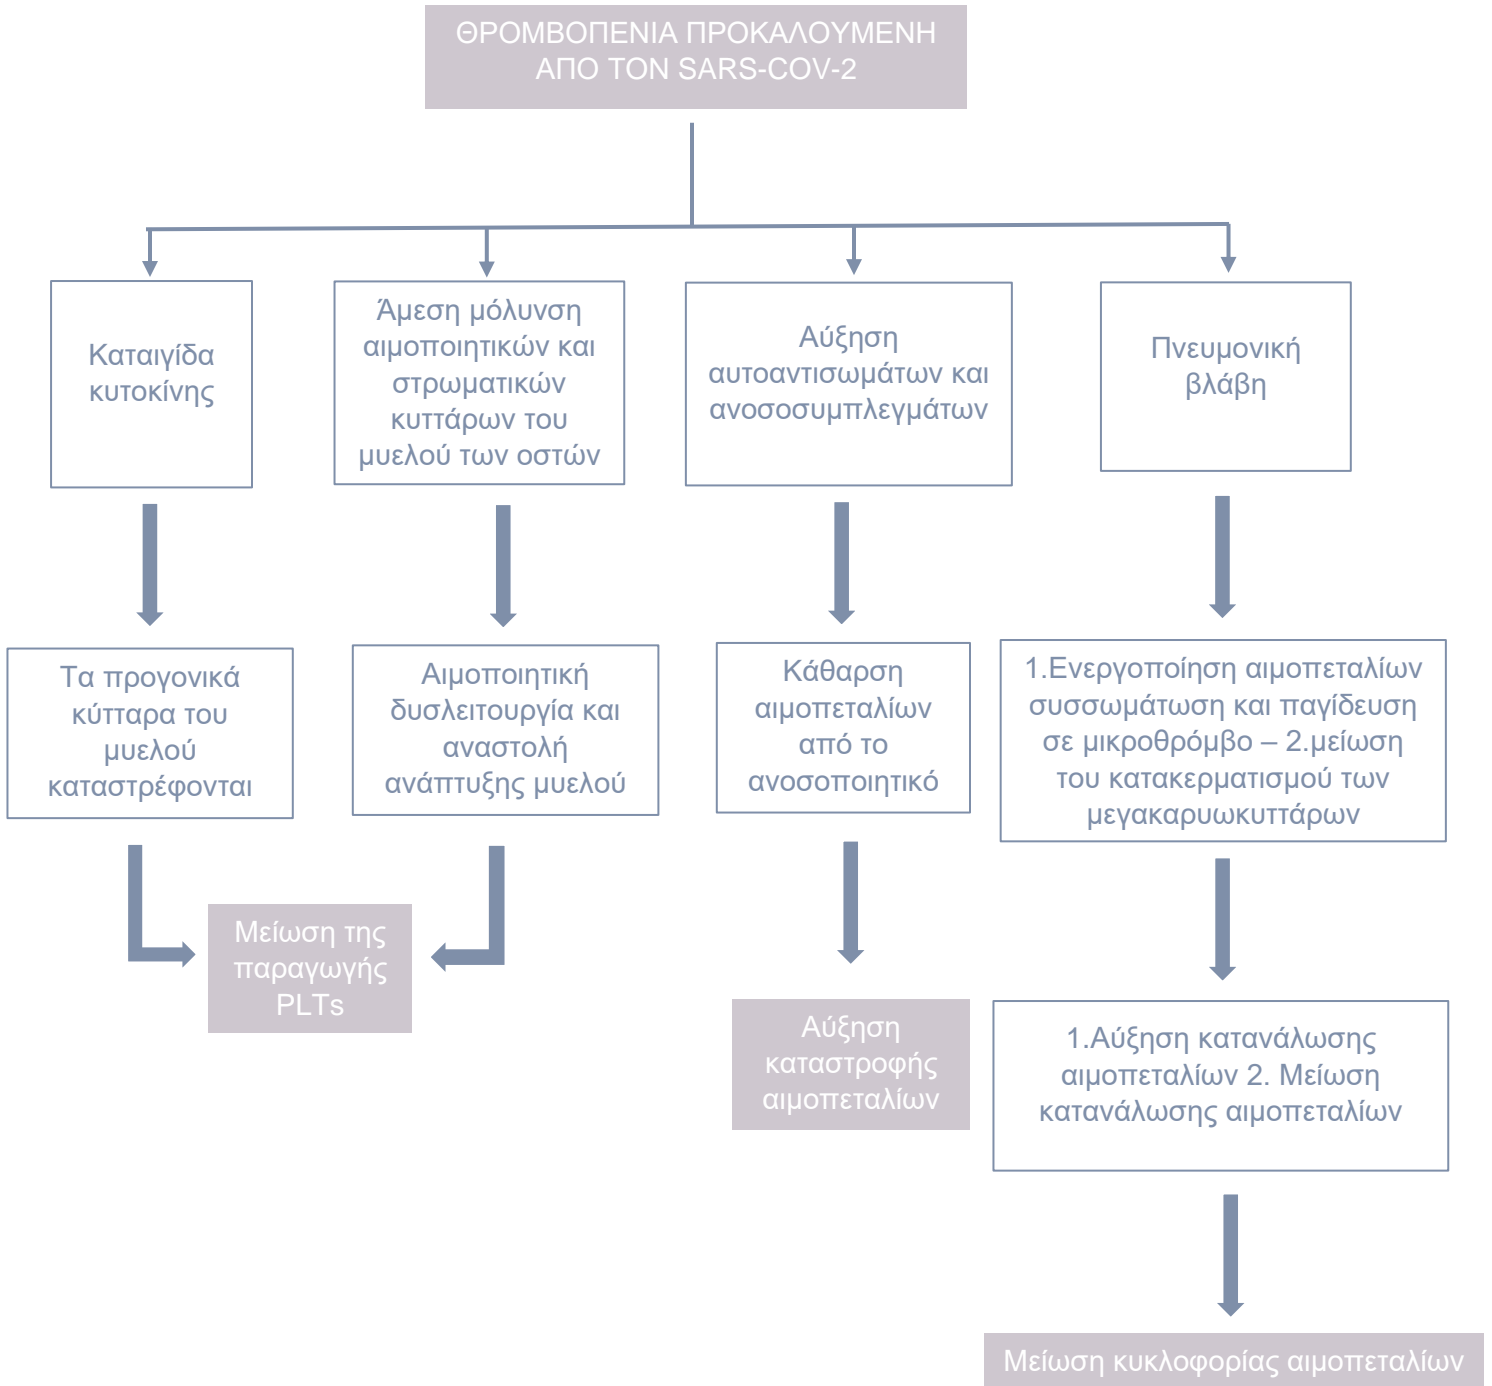 ΘΡΟΜΒΟΠΕΝΙΑ ΠΡΟΚΑΛΟΥΜΕΝΗ
ΑΠΟ ΤΟΝ SARS-COV-2
Καταιγίδα
κυτοκίνης
Άμεση μόλυνση
αιμοποιητικών και
στρωματικών
κυττάρων του
μυελού των οστών
Αύξηση
αυτοαντισωμάτων και
ανοσοσυμπλεγμάτων
Πνευμονική
βλάβη
Τα προγονικά
κύτταρα του
μυελού
καταστρέφονται
Αιμοποιητική
δυσλειτουργία και
αναστολή
ανάπτυξης μυελού
Κάθαρση
αιμοπεταλίων
από το
ανοσοποιητικό
1.Ενεργοποίηση αιμοπεταλίων
συσσωμάτωση και παγίδευση
σε μικροθρόμβο – 2.μείωση
του κατακερματισμού των
μεγακαρυωκυττάρων
Μείωση της
παραγωγής
PLTs
Αύξηση
καταστροφής
αιμοπεταλίων
1.Αύξηση κατανάλωσης
αιμοπεταλίων 2. Μείωση
κατανάλωσης αιμοπεταλίων
Μείωση κυκλοφορίας αιμοπεταλίων